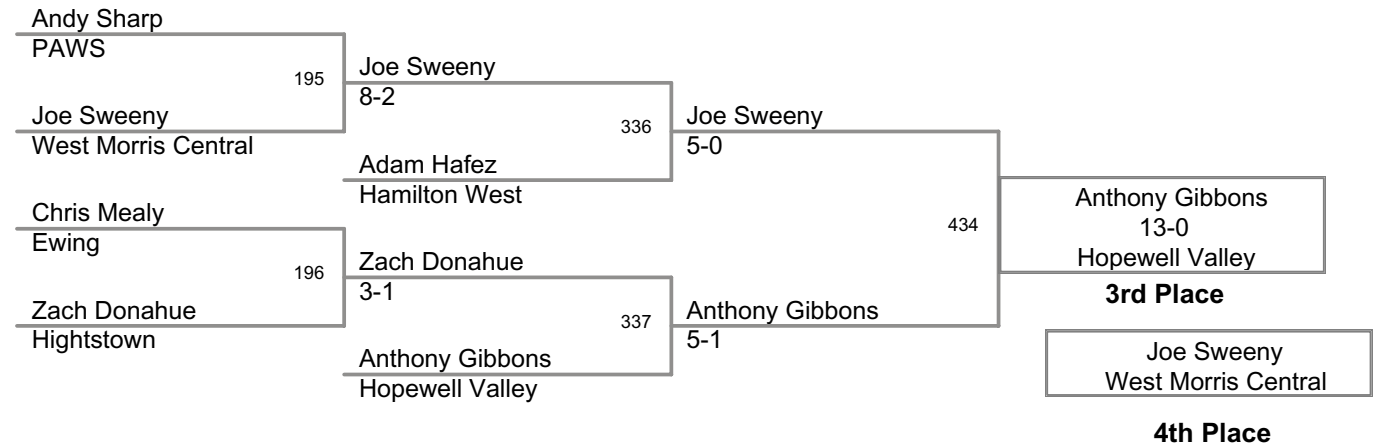 Andy Sharp
PAWS
195
Joe Sweeny
West Morris Central
Joe Sweeny
8-2
336
Adam Hafez
Hamilton West
Joe Sweeny
5-0
Chris Mealy
Ewing
196
Zach Donahue
Hightstown
Zach Donahue
3-1
337
Anthony Gibbons
Hopewell Valley
Anthony Gibbons
5-1
434
Anthony Gibbons
13-0
Hopewell Valley
3rd Place
Joe Sweeny
West Morris Central
4th Place